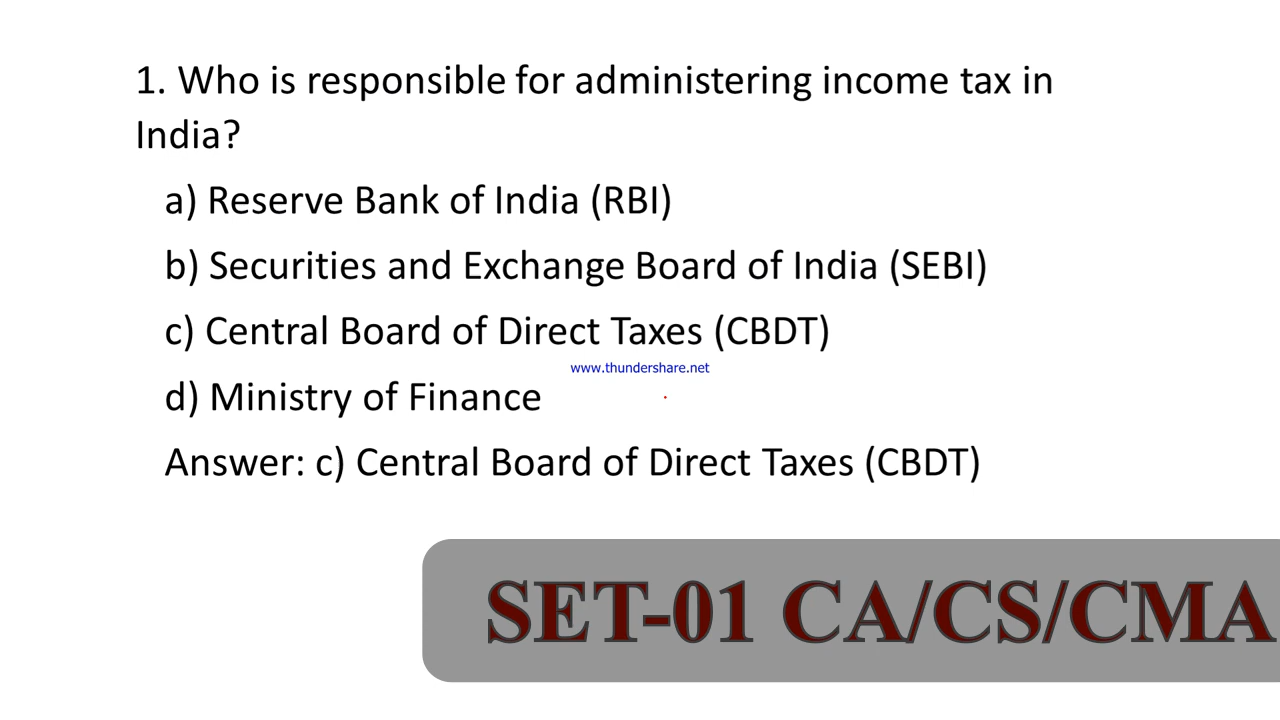 1. Who is responsible for administering income tax in
India?
a) Reserve Bank of India (RBI)
b) Securities and Exchange Board of India (SEBI)
c) Central Board of Direct Taxes (CBDT)
www.thundershare.net
d) Ministry of Finance
Answer: c) Central Board of Direct Taxes (CBDT)
SET-01 CA/CS/CMA